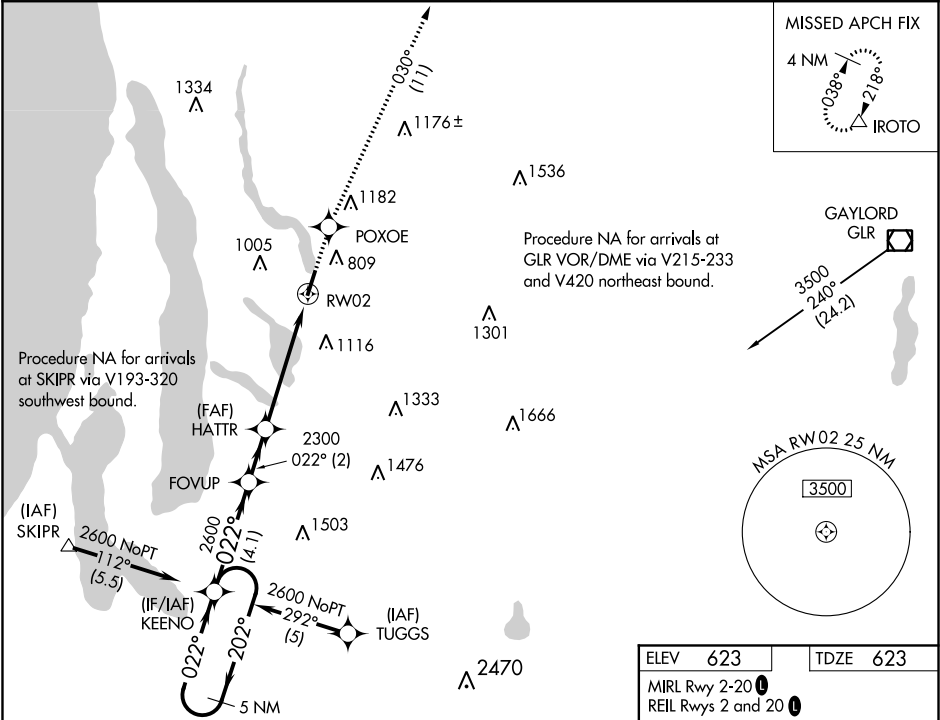 MISSED APCH FIX
4 NM
038°
218°
IROTO
030°
(11)
1334
1176 ±
1536
1182
POXOE
GAYLORD
GLR
1005
809
Procedure NA for arrivals at
GLR VOR/DME via V215-233
and V420 northeast bound.
3500
240°
(24.2)
RW02
1301
1116
Procedure NA for arrivals
at SKIPR via V193-320
southwest bound.
1333
(FAF)
HATTR
1666
2300
022° (2)
1476
MSA RW02 25 NM
3500
FOVUP
(IAF)
SKIPR
2600 NoPT
112°
(5.5)
2600
022°
(4.1)
1503
(IF/IAF)
KEENO
2600 NoPT
292°
(5)
(IAF)
TUGGS
022°
202°
5 NM
2470
ELEV 623
TDZE 623
MIRL Rwy 2-20 L
REIL Rwys 2 and 20 L